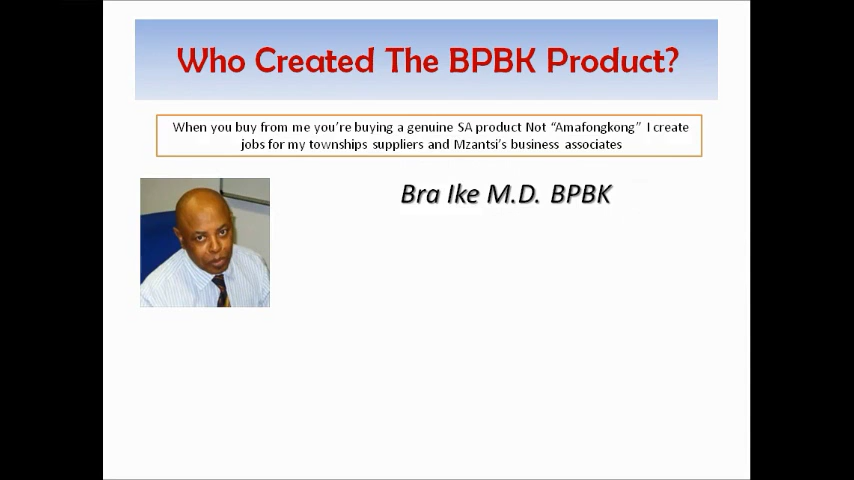 Who Created The BPBK Product?
When you buy from me you're buying a genuine SA product Not "Amafongkong" I create
jobs for my townships suppliers and Mzantsi's business associates
Bra Ike M.D. BPBK